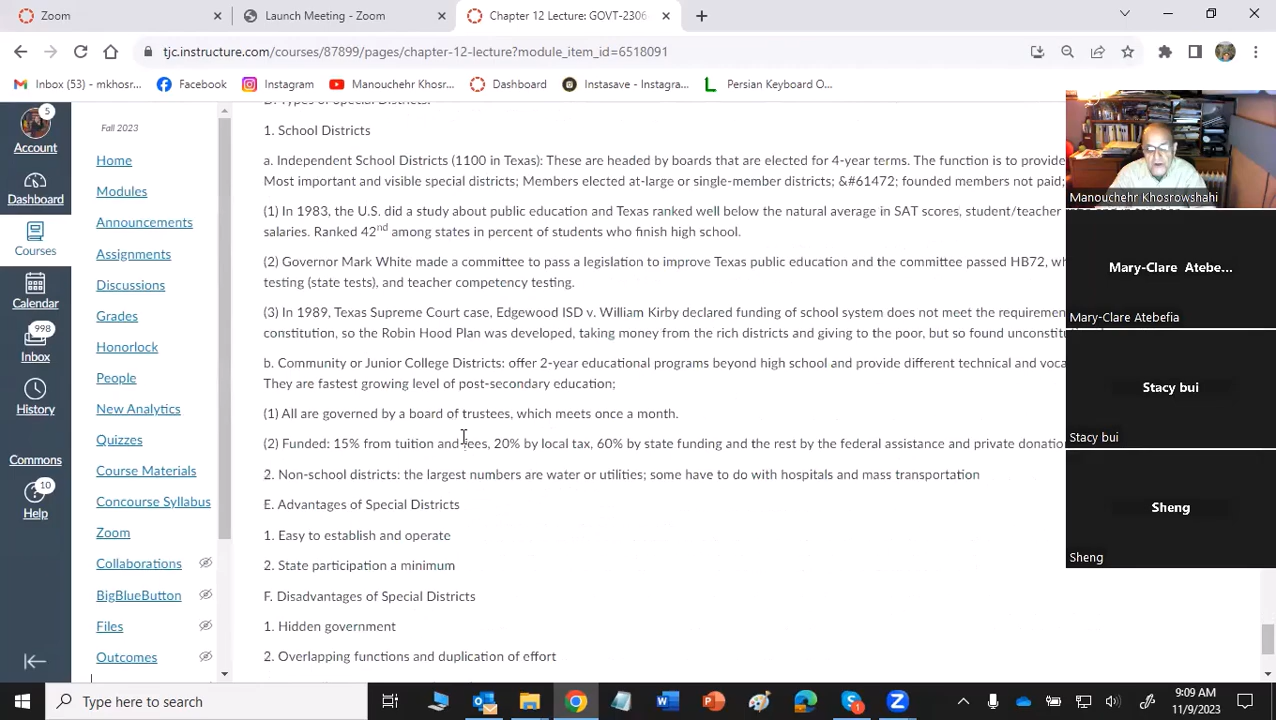 Zoom
Launch Meeting - Zoom
Chapter 12 Lecture: GOVT-2306
tjc.instructure.com/courses/87899/pages/chapter-12-lecture?module_item_id=6518091
Inbox (53) - mkhosr...
Facebook
Instagram
Manouchehr Khosr...
Dashboard
Instasave - Instagra...
Persian Keyboard O...
5
Account
Dashboard
Courses
Calendar
998
Inbox
History
Commons
10
Help
Fall 2023
Home
Modules
Announcements
Assignments
Discussions
Grades
Honorlock
People
New Analytics
Quizzes
Course Materials
Concourse Syllabus
Zoom
Collaborations
BigBlueButton
Files
Outcomes
D. Types of Special Districts:
1. School Districts
a. Independent School Districts (1100 in Texas): These are headed by boards that are elected for 4-year terms. The function is to provide
Most important and visible special districts; Members elected at-large or single-member districts; &#61472; founded members not paid;
(1) In 1983, the U.S. did a study about public education and Texas ranked well below the natural average in SAT scores, student/teacher
salaries. Ranked 42nd among states in percent of students who finish high school.
(2) Governor Mark White made a committee to pass a legislation to improve Texas public education and the committee passed HB72, wh
testing (state tests), and teacher competency testing.
(3) In 1989, Texas Supreme Court case, Edgewood ISD v. William Kirby declared funding of school system does not meet the requiremen
constitution, so the Robin Hood Plan was developed, taking money from the rich districts and giving to the poor, but so found unconstitu
b. Community or Junior College Districts: offer 2-year educational programs beyond high school and provide different technical and voca
They are fastest growing level of post-secondary education;
(1) All are governed by a board of trustees, which meets once a month.
(2) Funded: 15% from tuition and fees, 20% by local tax, 60% by state funding and the rest by the federal assistance and private donatio
2. Non-school districts: the largest numbers are water or utilities; some have to do with hospitals and mass transportation
E. Advantages of Special Districts
1. Easy to establish and operate
2. State participation a minimum
F. Disadvantages of Special Districts
1. Hidden government
2. Overlapping functions and duplication of effort
Manouchehr Khosrowshahi
Mary-Clare Atebe...
Mary-Clare Atebefia
Stacy bui
Stacy bui
Sheng
Sheng
Type here to search
9:09 AM
11/9/2023